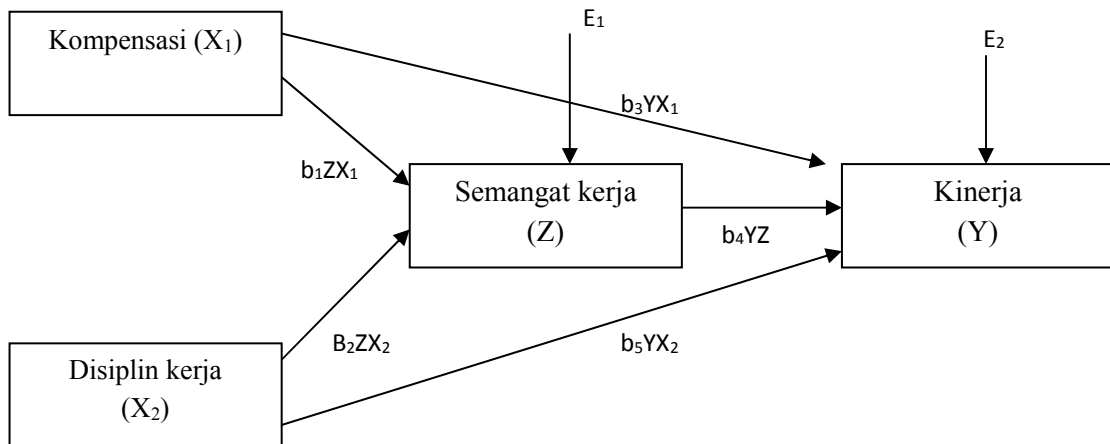 E₁
Kompensasi (X₁)
E₂
b₃YX₁
b₁ZX₁
Semangat kerja
(Z)
Kinerja
(Y)
b₄YZ
B₂ZX₂
b₅YX₂
Disiplin kerja
(X₂)